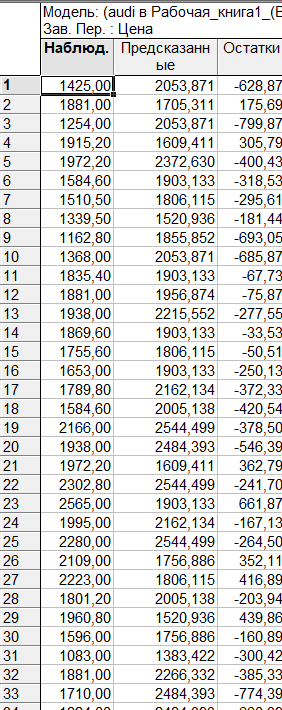 Модель: (audi в Рабочая_книга1_(
Зав. Пер. : Цена
Наблюд. Предсказанные Остатки
1 1425,00 2053,871 -628,87
2 1881,00 1705,311 175,69
3 1254,00 2053,871 -799,87
4 1915,20 1609,411 305,79
5 1972,20 2372,630 -400,43
6 1584,60 1903,133 -318,53
7 1510,50 1806,115 -295,61
8 1339,50 1520,936 -181,44
9 1162,80 1855,852 -693,05
10 1368,00 2053,871 -685,87
11 1835,40 1903,133 -67,73
12 1881,00 1956,874 -75,87
13 1938,00 2215,552 -277,55
14 1869,60 1903,133 -33,53
15 1755,60 1806,115 -50,51
16 1653,00 1903,133 -250,13
17 1789,80 2162,134 -372,33
18 1584,60 2005,138 -420,54
19 2166,00 2544,499 -378,50
20 1938,00 2484,393 -546,39
21 1972,20 1609,411 362,79
22 2302,80 2544,499 -241,70
23 2565,00 1903,133 661,87
24 1995,00 2162,134 -167,13
25 2280,00 2544,499 -264,50
26 2109,00 1756,886 352,11
27 2223,00 1806,115 416,89
28 1801,20 2005,138 -203,94
29 1960,80 1520,936 439,86
30 1596,00 1756,886 -160,89
31 1083,00 1383,422 -300,42
32 1881,00 2266,332 -385,33
33 1710,00 2484,393 -774,39